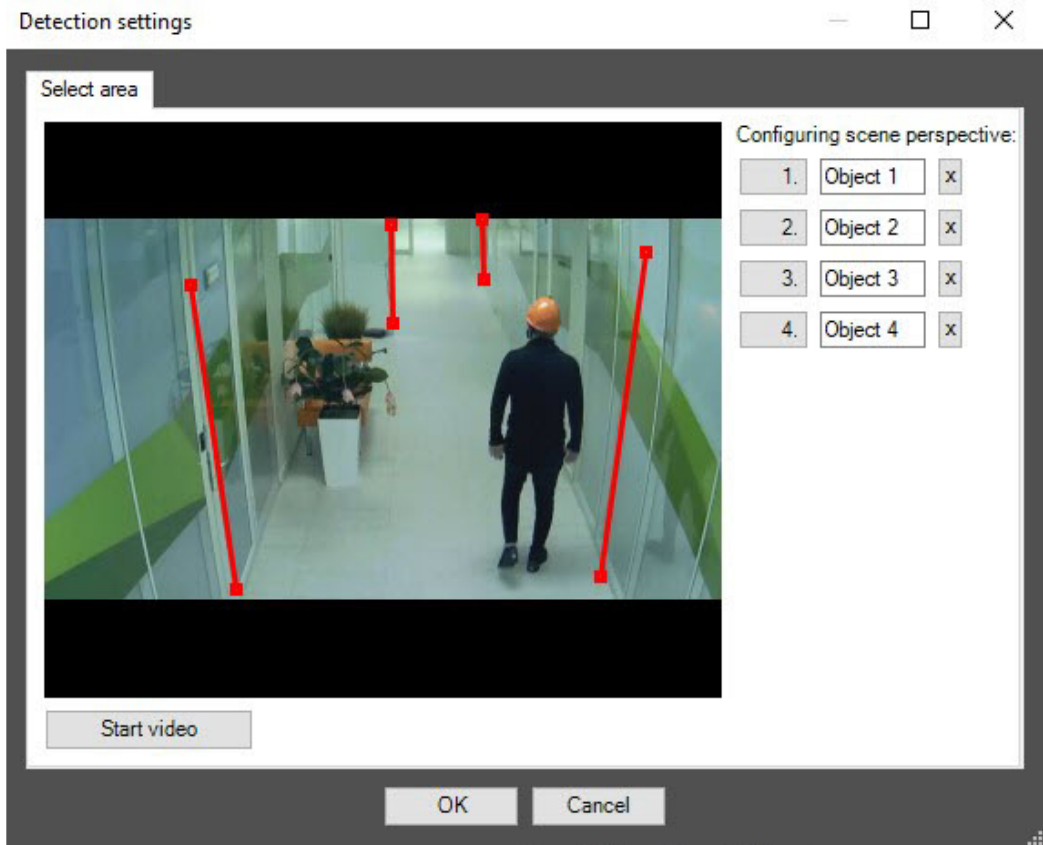 Detection settings
Select area
Configuring scene perspective:
1. Object 1 x
2. Object 2 x
3. Object 3 x
4. Object 4 x
Start video
OK Cancel